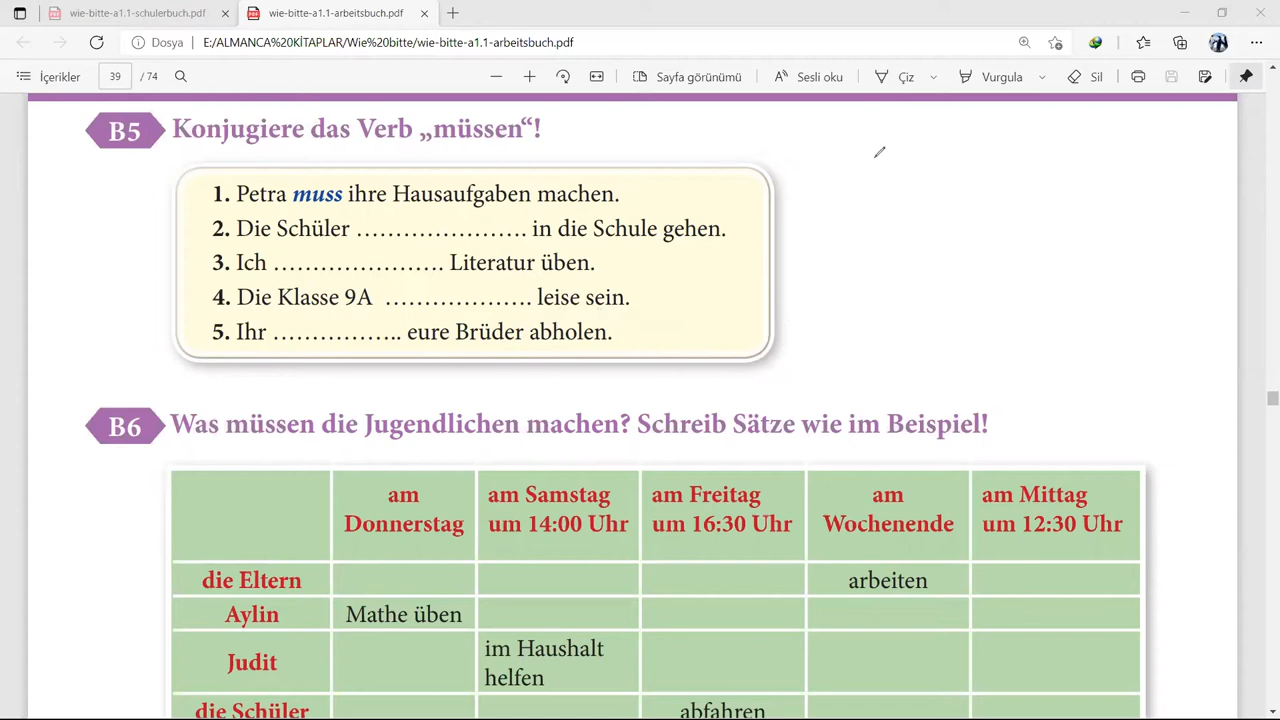 wie-bitte-a1.1-schulerbuch.pdf
wie-bitte-a1.1-arbeitsbuch.pdf
Dosya
E:/ALMANCA%20KİTAPLAR/Wie%20bitte/wie-bitte-a1.1-arbeitsbuch.pdf
İçerikler
39 / 74
Sayfa görünümü
Sesli oku
Çiz
Vurgula
Sil
B5 Konjugiere das Verb „müssen“!
1. Petra muss ihre Hausaufgaben machen.
2. Die Schüler …………………. in die Schule gehen.
3. Ich …………………. Literatur üben.
4. Die Klasse 9A ………………. leise sein.
5. Ihr …………….. eure Brüder abholen.
B6 Was müssen die Jugendlichen machen? Schreib Sätze wie im Beispiel!
am
Donnerstag
am Samstag
um 14:00 Uhr
am Freitag
um 16:30 Uhr
am
Wochenende
am Mittag
um 12:30 Uhr
die Eltern
arbeiten
Aylin
Mathe üben
Judit
im Haushalt
helfen
die Schüler
abfahren